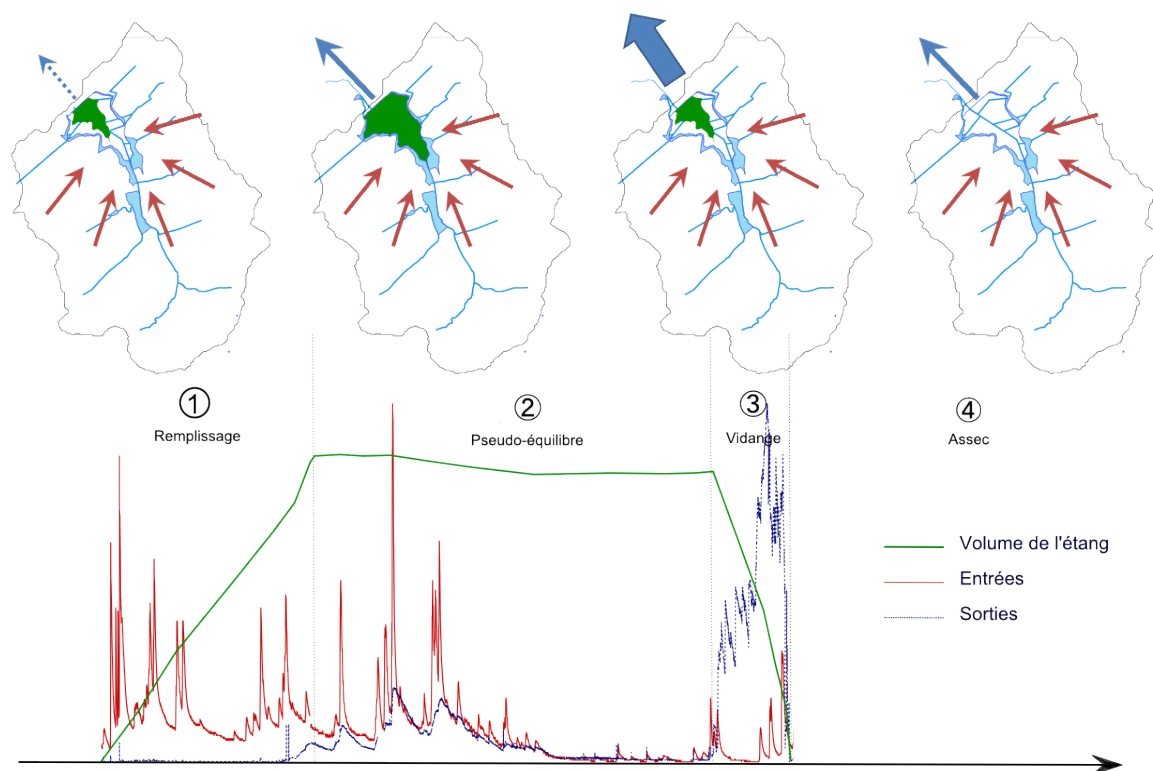 1
Remplissage
2
Pseudo-équilibre
3
Vidange
4
Assec
Volume de l'étang
Entrées
Sorties